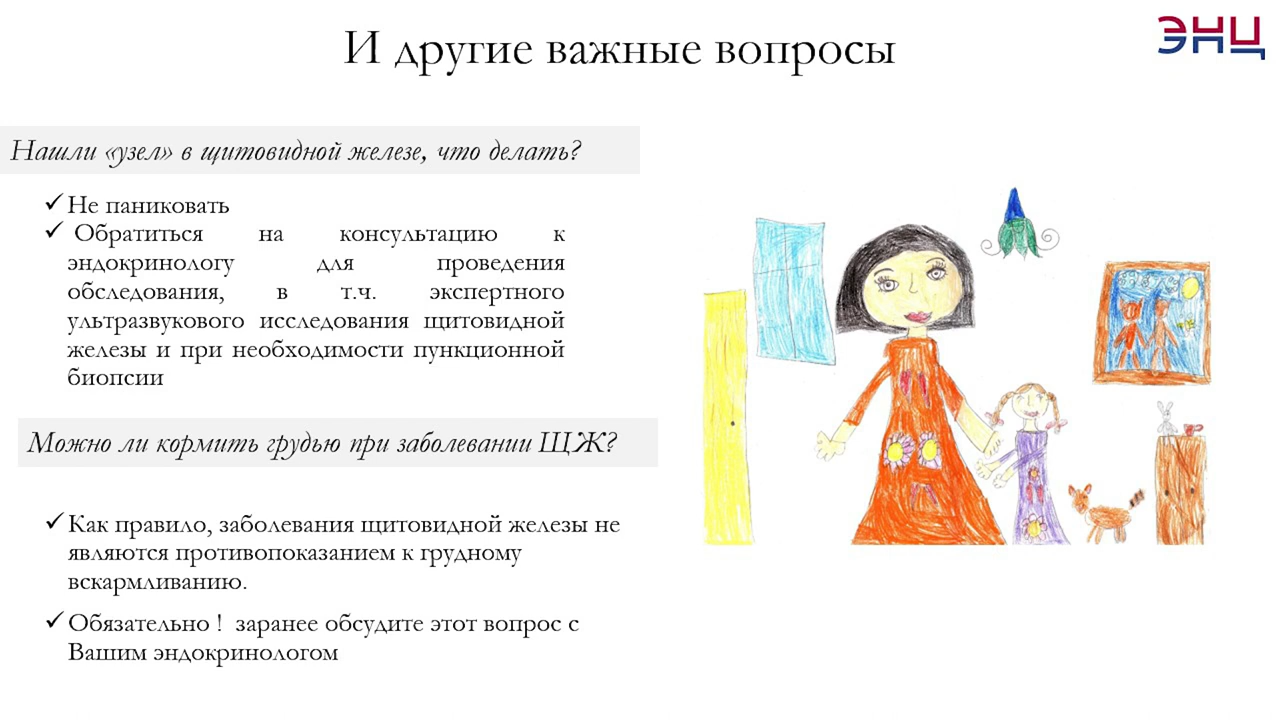 И другие важные вопросы
ЭНЦ
Нашли «узел» в щитовидной железе, что делать?
✓ Не паниковать
✓ Обратиться на консультацию к
эндокринологу для проведения
обследования, в т.ч. экспертного
ультразвукового исследования щитовидной
железы и при необходимости пункционной
биопсии
Можно ли кормить грудью при заболевании ЩЖ?
✓ Как правило, заболевания щитовидной железы не
являются противопоказанием к грудному
вскармливанию.
✓ Обязательно ! заранее обсудите этот вопрос с
Вашим эндокринологом